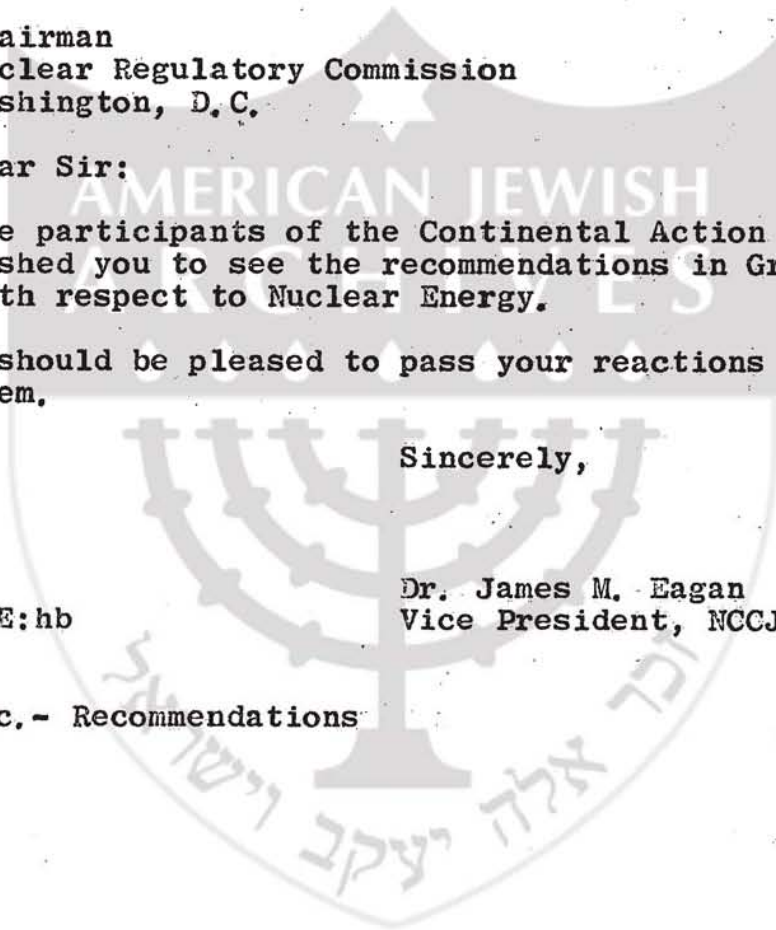 airman
clear Regulatory Commission
shington, D.C.
ar Sir:
e participants of the Continental Action
shed you to see the recommendations in Gr
th respect to Nuclear Energy.
should be pleased to pass your reactions
em.
Sincerely,
Dr. James M. Eagan
E:hb Vice President, NCCJ
c.- Recommendations
AMERICAN JEWISH
ARCHIVES
זכר אלה יעקב וישראל